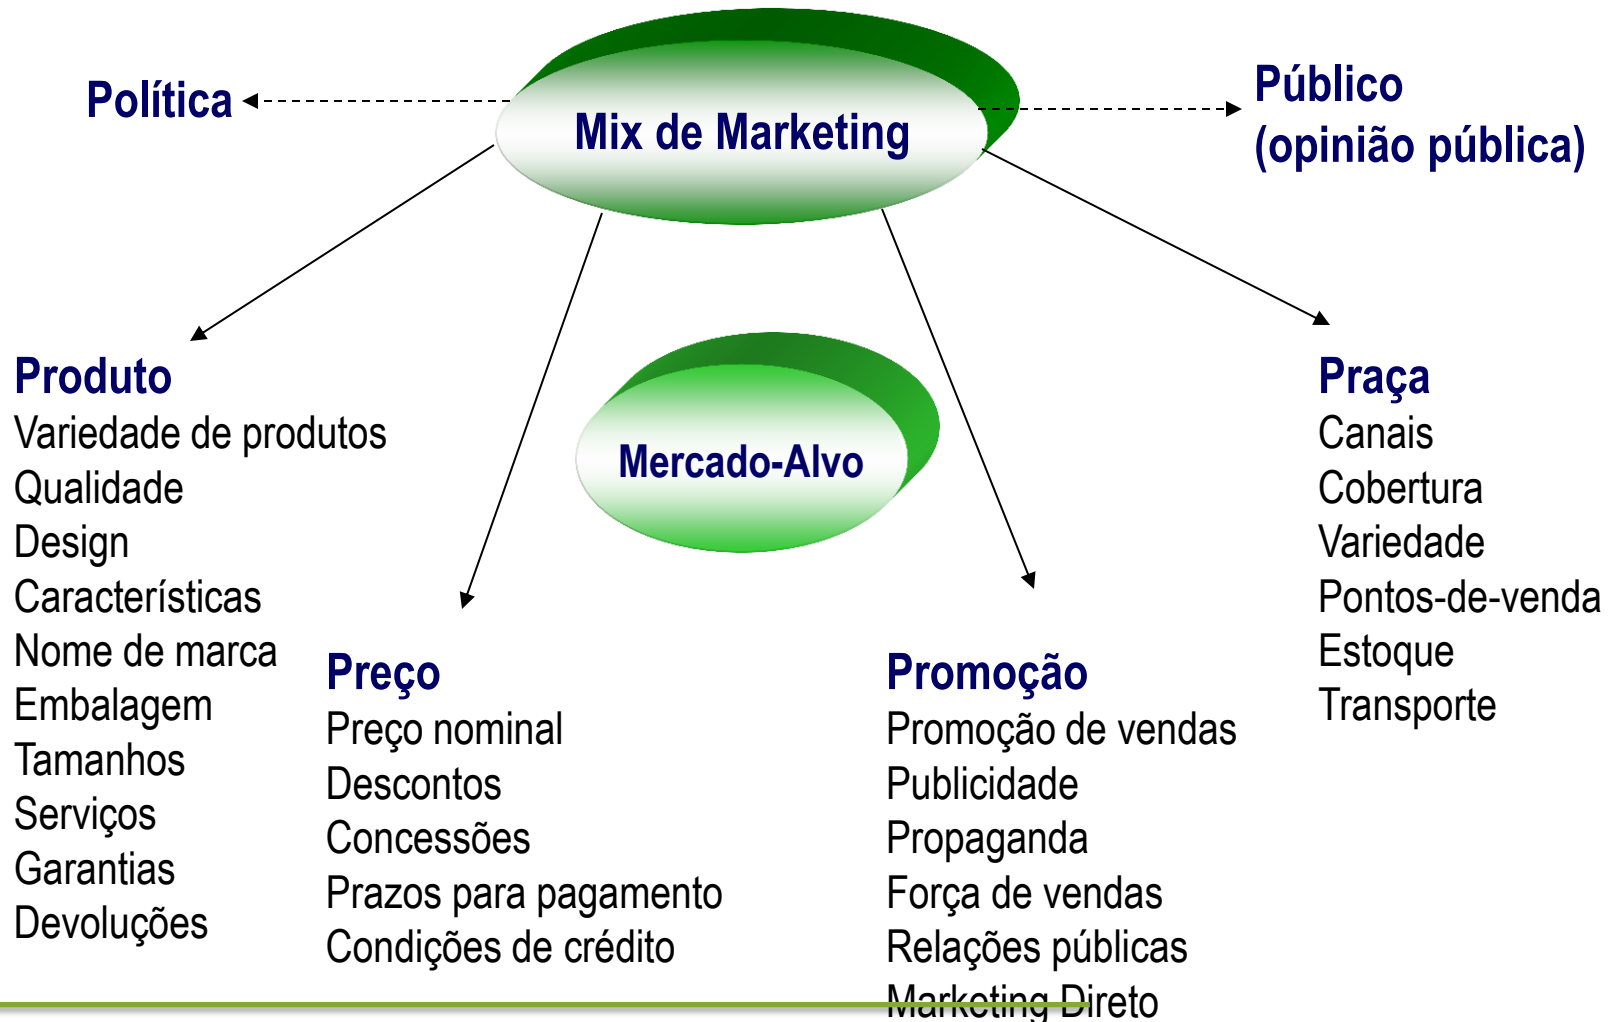 Política
Mix de Marketing
Público
(opinião pública)
Mercado-Alvo
Produto
Variedade de produtos
Qualidade
Design
Características
Nome de marca
Embalagem
Tamanhos
Serviços
Garantias
Devoluções
Preço
Preço nominal
Descontos
Concessões
Prazos para pagamento
Condições de crédito
Promoção
Promoção de vendas
Publicidade
Propaganda
Força de vendas
Relações públicas
Marketing Direto
Praça
Canais
Cobertura
Variedade
Pontos-de-venda
Estoque
Transporte